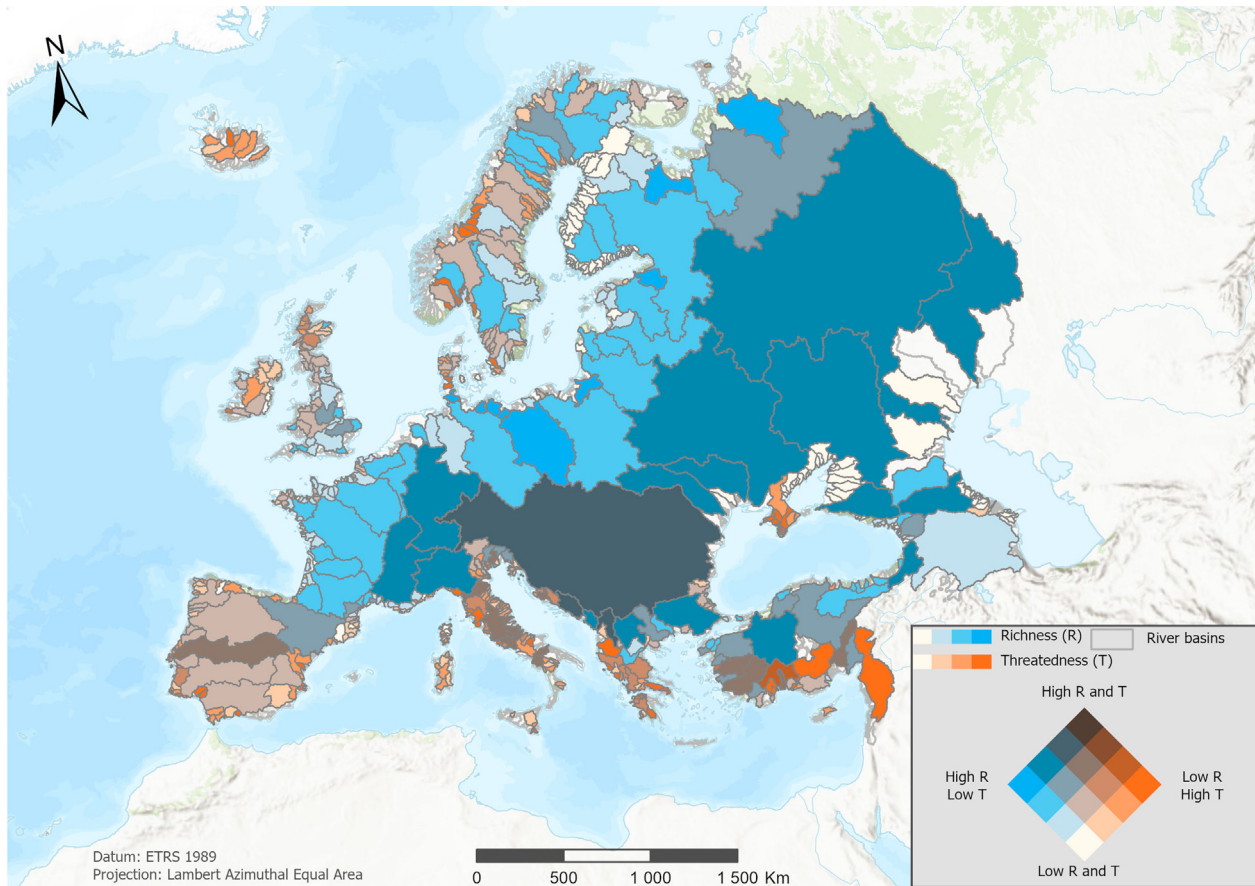 N
Richness (R)
River basins
Threatedness (T)
High R and T
High R
Low T
Low R
High T
Low R and T
Datum: ETRS 1989
Projection: Lambert Azimuthal Equal Area
0
500
1 000
1 500 Km